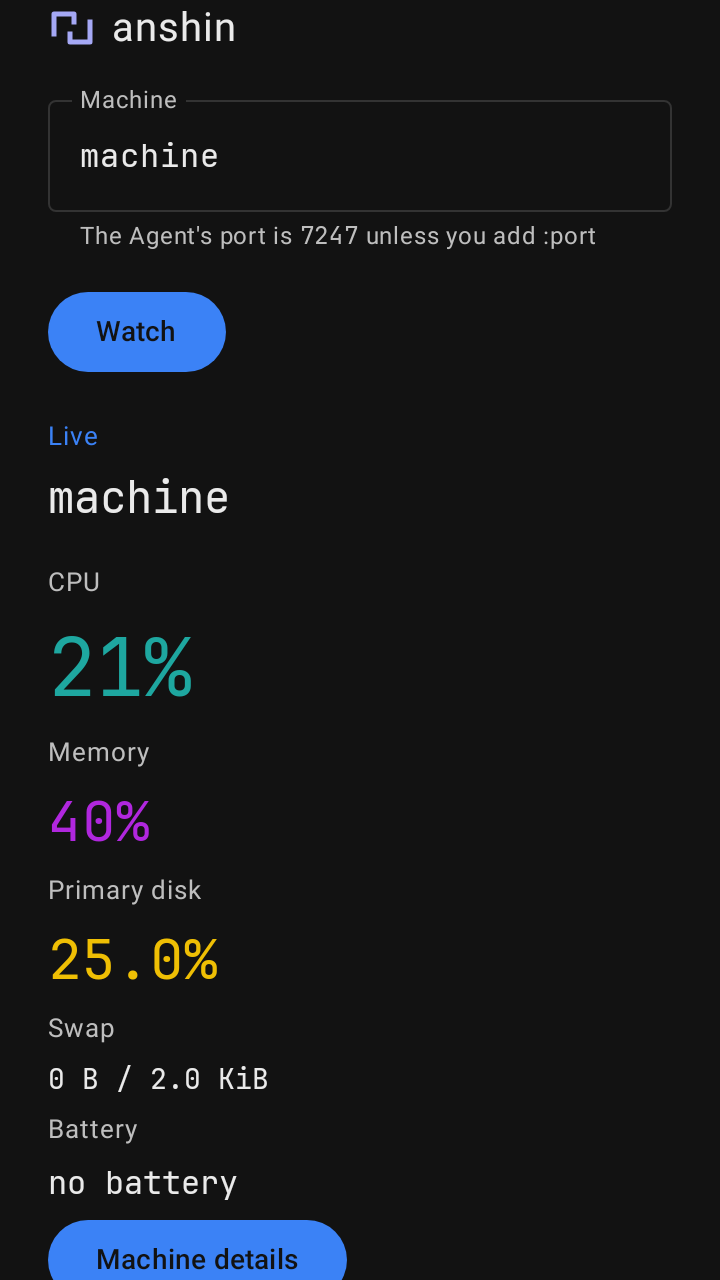 anshin
Machine
machine
The Agent's port is 7247 unless you add :port
Watch
Live
machine
CPU
21%
Memory
40%
Primary disk
25.0%
Swap
0 B / 2.0 KiB
Battery
no battery
Machine details